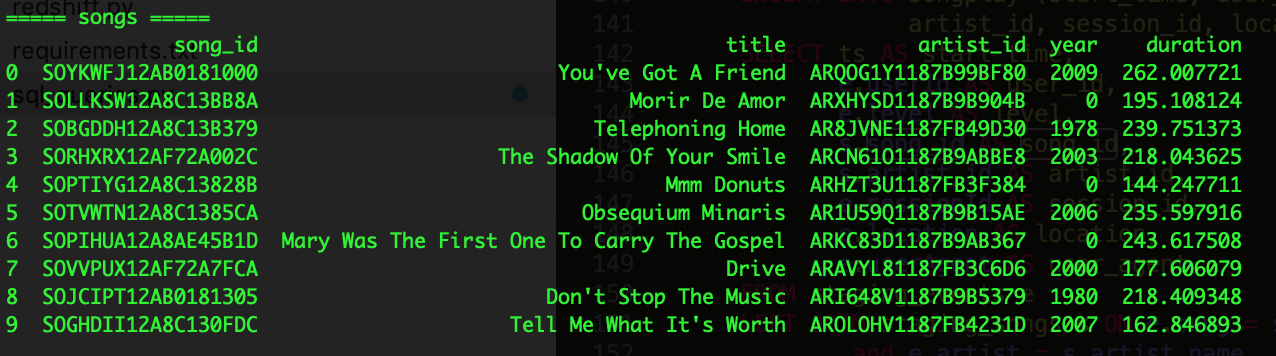 ===== songs =====
song_id title artist_id year duration
0 SOYKWFJ12AB0181000 You've Got A Friend ARQOG1Y1187B99BF80 2009 262.007721
1 SOLLKSW12A8C13BB8A Morir De Amor ARXHYSD1187B9B904B 0 195.108124
2 SOBGDDH12A8C13B379 Telephoning Home AR8JVNE1187FB49D30 1978 239.751373
3 SORHXRX12AF72A002C The Shadow Of Your Smile ARCN61O1187B9ABBE8 2003 218.043625
4 SOPTIYG12A8C13828B Mmm Donuts ARHZT3U1187FB3F384 0 144.247711
5 SOTVWTN12A8C1385CA Obsequium Minaris AR1U59Q1187B9B15AE 2006 235.597916
6 SOPIHUA12A8AE45B1D Mary Was The First One To Carry The Gospel ARKC83D1187B9AB367 0 243.617508
7 SOVVPUX12AF72A7FCA Drive ARAVYL81187FB3C6D6 2000 177.606079
8 SOJCIPT12AB0181305 Don't Stop The Music ARI648V1187B9B5379 1980 218.409348
9 SOGHDII12A8C130FDC Tell Me What It's Worth AROLOHV1187FB4231D 2007 162.846893
redshift.py
requirements.txt